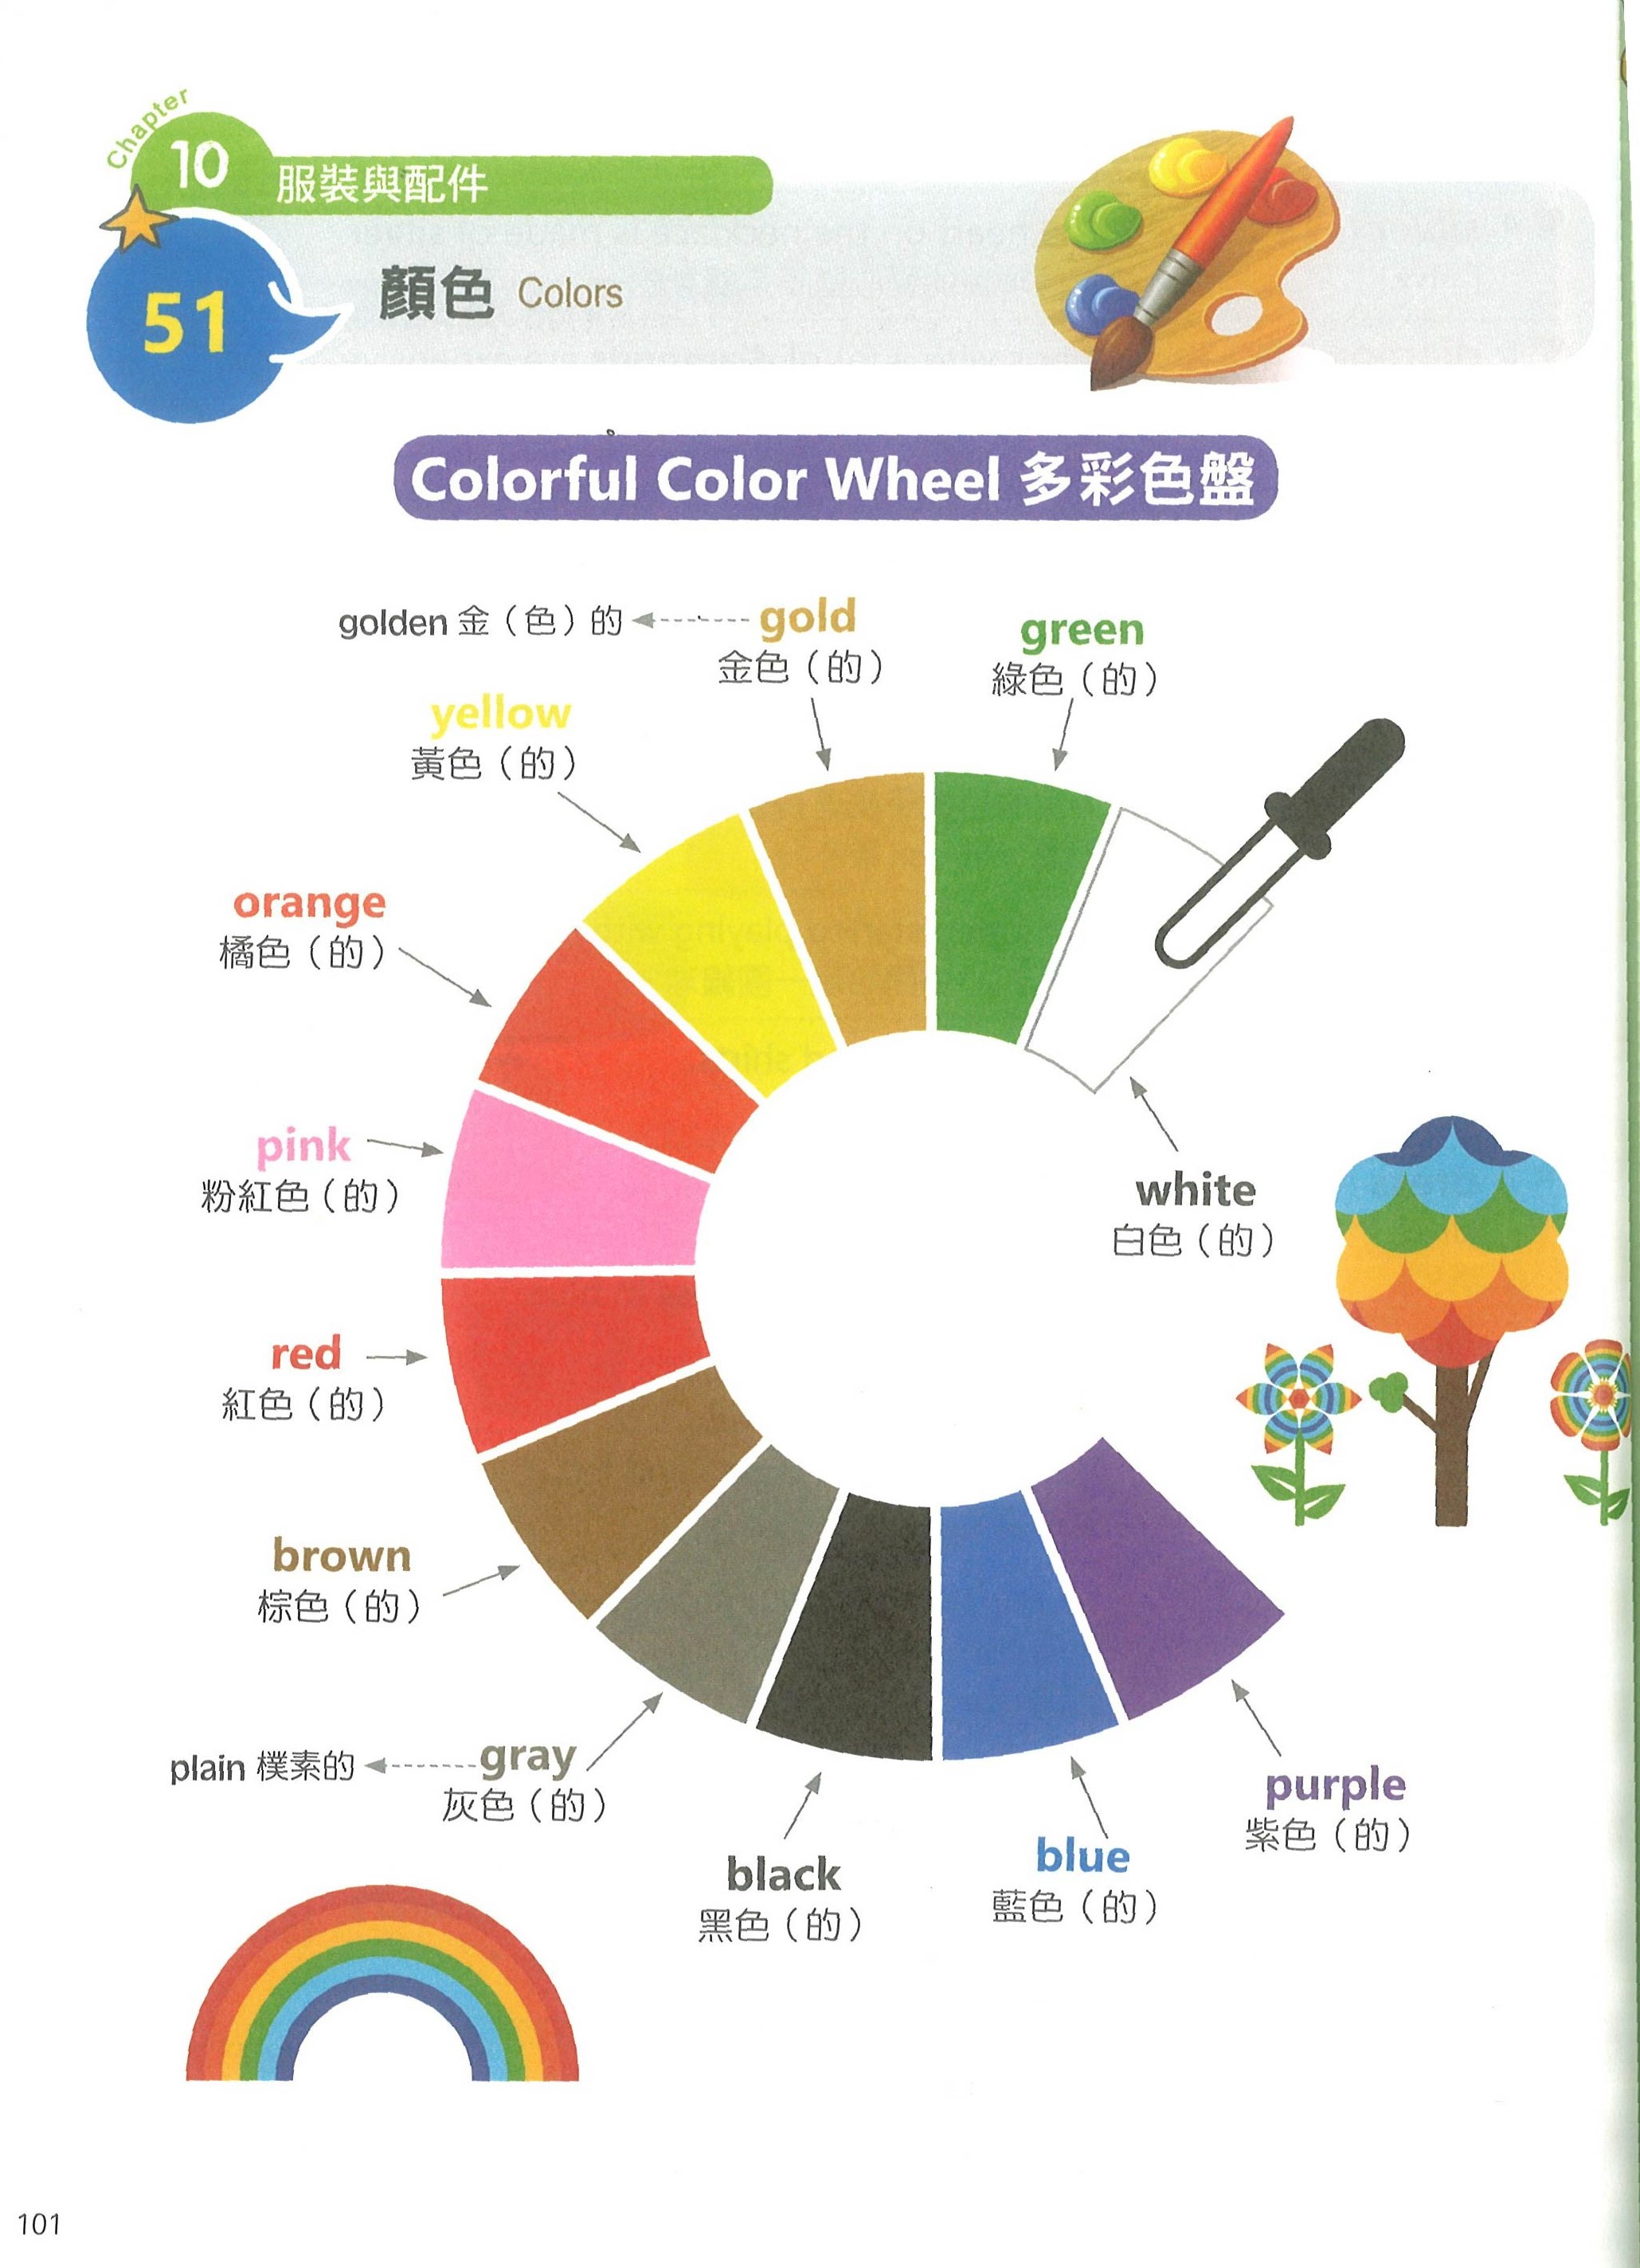 Chapter
10
服裝與配件
51
顏色 Colors
Colorful Color Wheel 多彩色盤
golden 金（色）的
gold
金色（的）
green
綠色（的）
yellow
黃色（的）
orange
橘色（的）
pink
粉紅色（的）
white
白色（的）
red
紅色（的）
brown
棕色（的）
plain 樸素的
gray
灰色（的）
black
黑色（的）
blue
藍色（的）
purple
紫色（的）
101